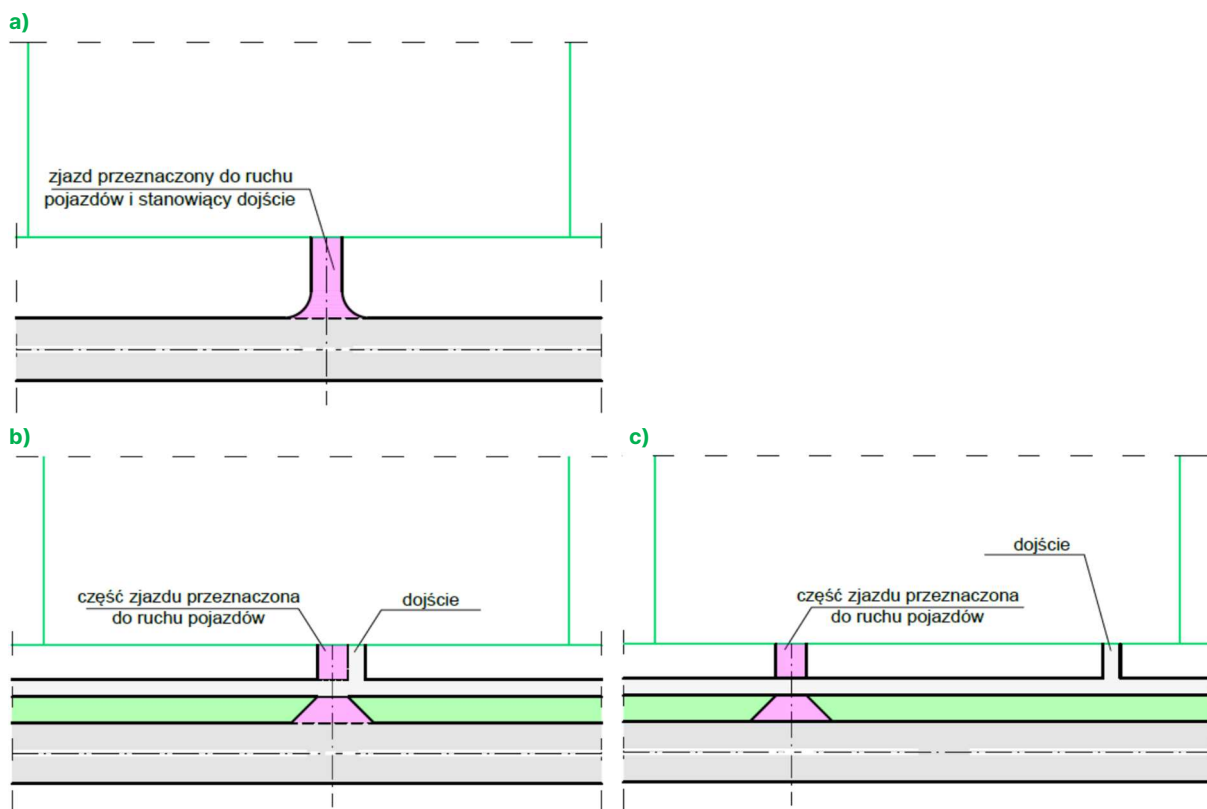 a)
zjazd przeznaczony do ruchu
pojazdów i stanowiący dojście
b)
część zjazdu przeznaczona
do ruchu pojazdów
dojście
c)
dojście
część zjazdu przeznaczona
do ruchu pojazdów